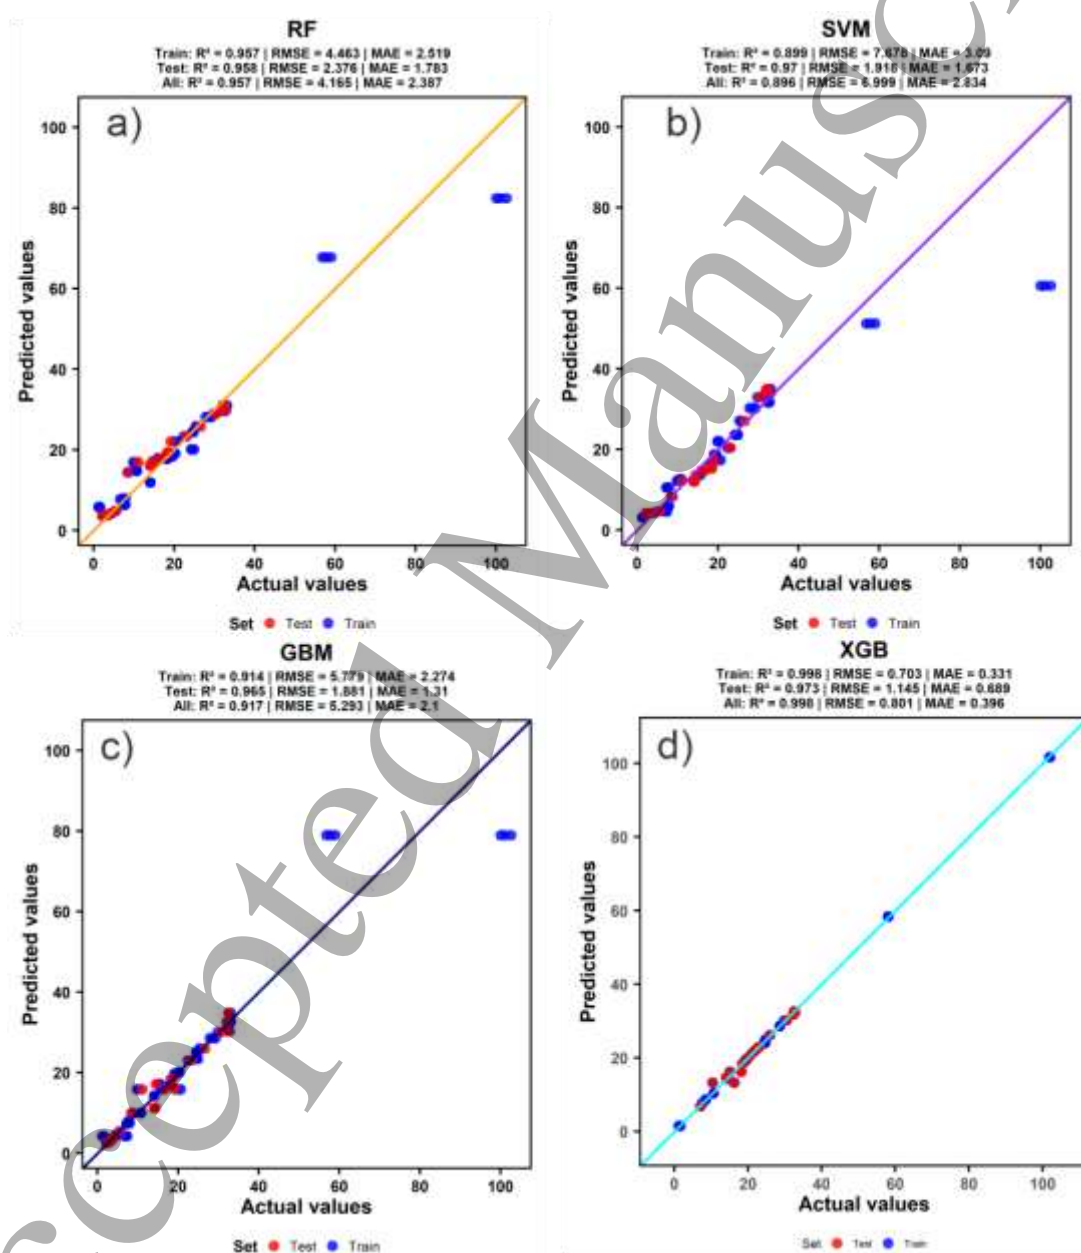 RF
Train: R² = 0.957 | RMSE = 4.463 | MAE = 2.519
Test: R² = 0.958 | RMSE = 2.376 | MAE = 1.783
All: R² = 0.957 | RMSE = 4.165 | MAE = 2.387
a)
100
80
60
40
20
0
Predicted values
0 20 40 60 80 100
Actual values
Set Test Train
SVM
Train: R² = 0.899 | RMSE = 7.678 | MAE = 3.09
Test: R² = 0.97 | RMSE = 1.918 | MAE = 1.673
All: R² = 0.896 | RMSE = 6.999 | MAE = 2.834
b)
100
80
60
40
20
0
Predicted values
0 20 40 60 80 100
Actual values
Set Test Train
GBM
Train: R² = 0.914 | RMSE = 5.779 | MAE = 2.274
Test: R² = 0.965 | RMSE = 1.881 | MAE = 1.31
All: R² = 0.917 | RMSE = 5.293 | MAE = 2.1
c)
100
80
60
40
20
0
Predicted values
0 20 40 60 80 100
Actual values
Set Test Train
XGB
Train: R² = 0.998 | RMSE = 0.703 | MAE = 0.331
Test: R² = 0.973 | RMSE = 1.145 | MAE = 0.689
All: R² = 0.998 | RMSE = 0.801 | MAE = 0.396
d)
100
80
60
40
20
0
Predicted values
0 20 40 60 80 100
Actual values
Set Test Train
ccepted Manusc